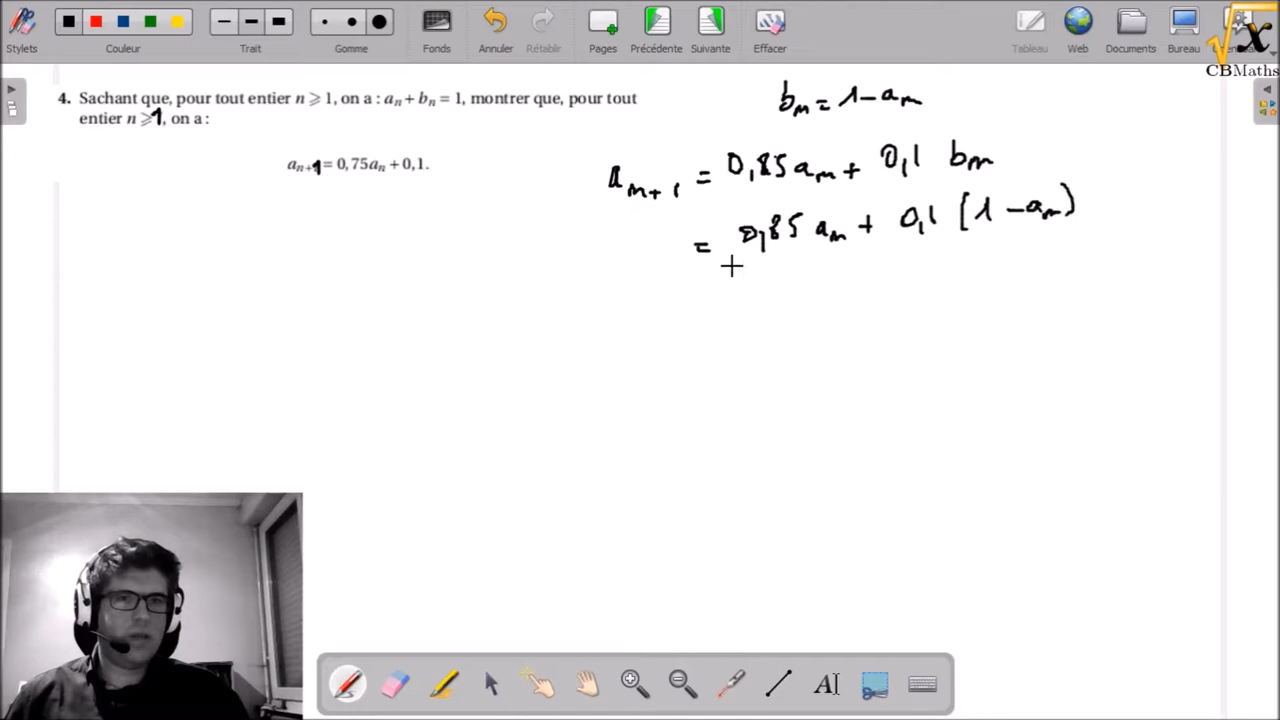 Stylets Couleur Trait Gomme Fonds Annuler Rétablir Pages Précédente Suivante Effacer Tableau Web Documents Bureau
CBMaths
4. Sachant que, pour tout entier n ⩾ 1, on a : aₙ + bₙ = 1, montrer que, pour tout
entier n ⩾ 1, on a :
aₙ₊₁ = 0,75aₙ + 0,1.
bₙ = 1 - aₙ
aₙ₊₁ = 0,85 aₙ + 0,1 bₙ
= 0,85 aₙ + 0,1 (1 - aₙ)
AI